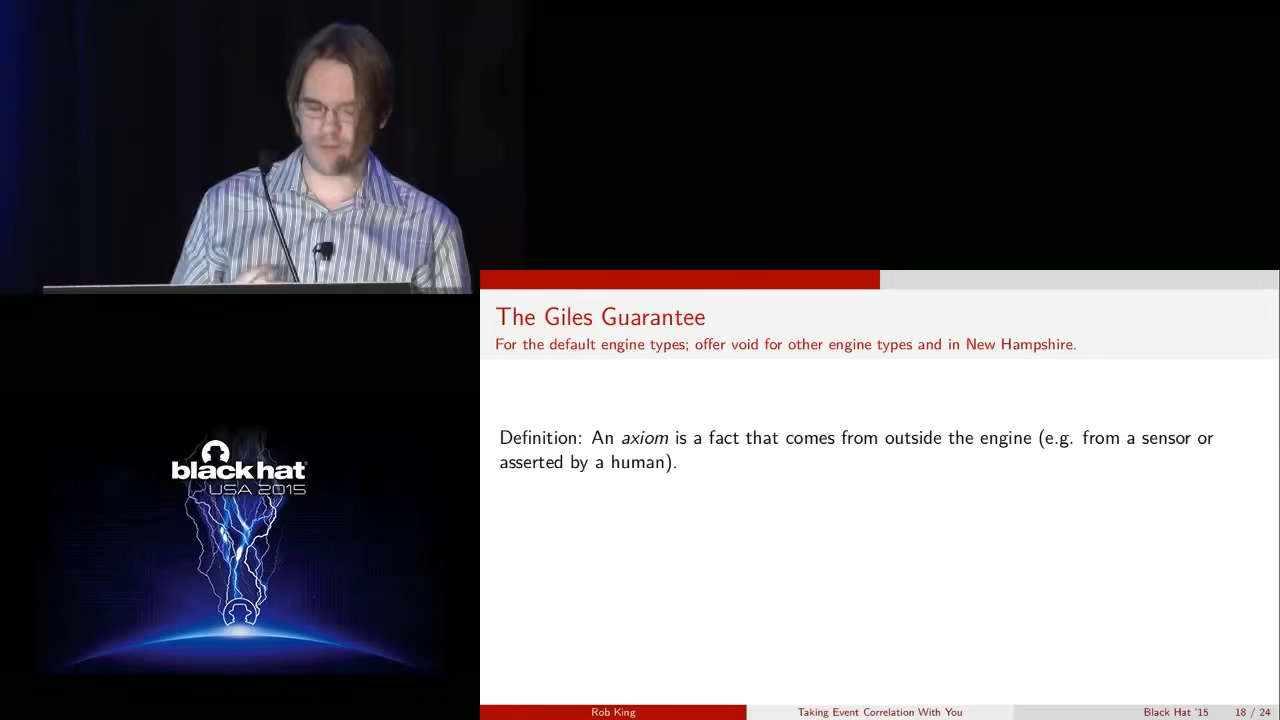 The Giles Guarantee
For the default engine types; offer void for other engine types and in New Hampshire.
Definition: An axiom is a fact that comes from outside the engine (e.g. from a sensor or
asserted by a human).
black hat
USA 2015
Rob King
Taking Event Correlation With You
Black Hat '15
18 / 24